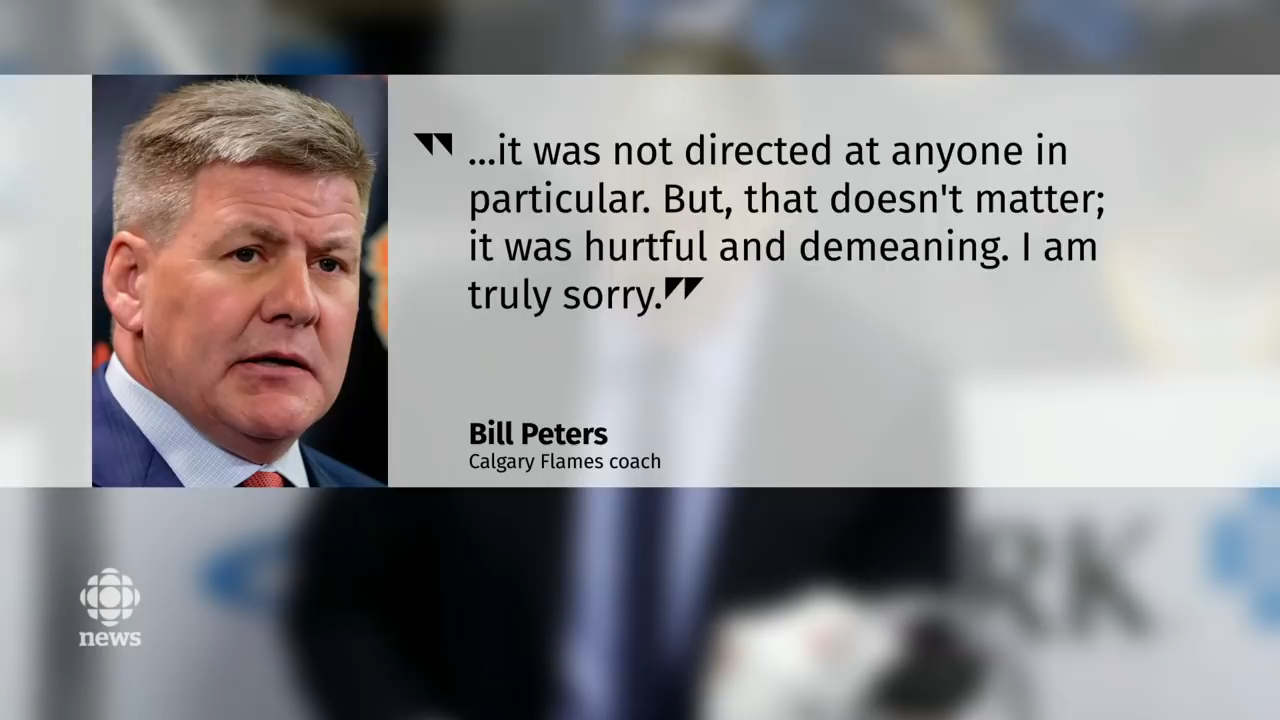 ...it was not directed at anyone in
particular. But, that doesn't matter;
it was hurtful and demeaning. I am
truly sorry.
Bill Peters
Calgary Flames coach
RK
news